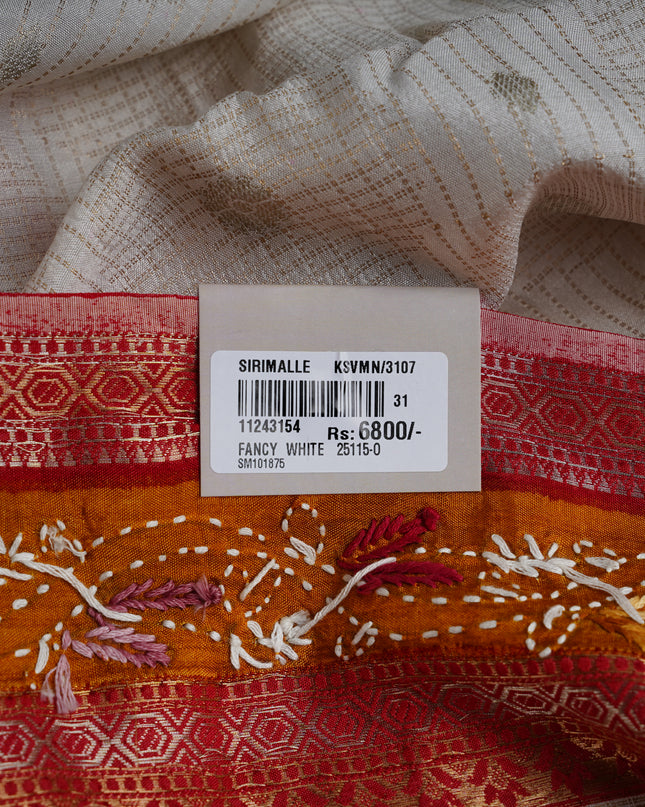 SIRIMALLE KSVMN/3107
31
11243154 Rs: 6800/-
FANCY WHITE 25115-0
SM101875